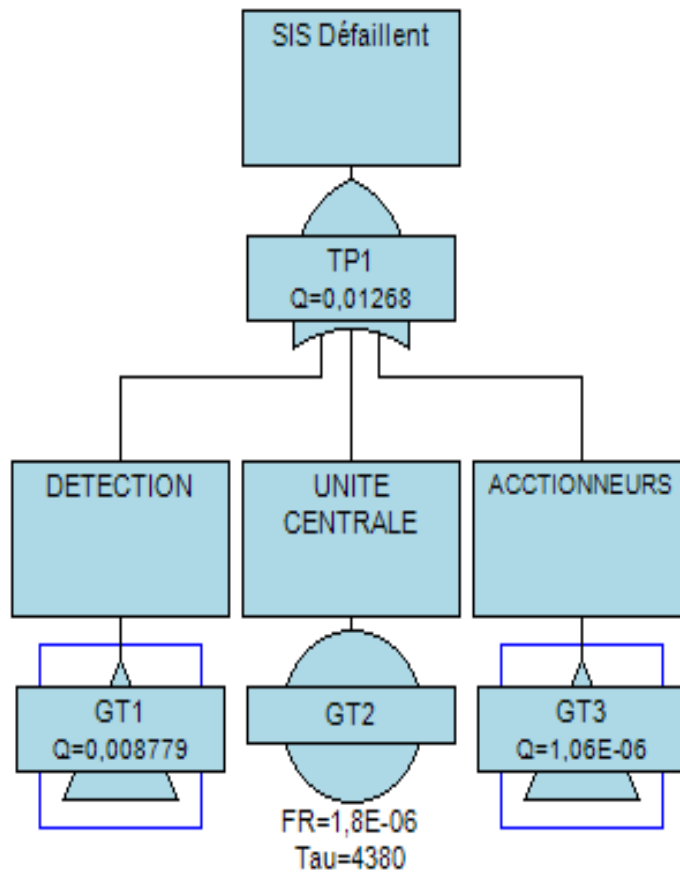 SIS Défaillent
TP1
Q=0,01268
DETECTION
UNITE
CENTRALE
ACCTIONNEURS
GT1
Q=0,008779
GT2
FR=1,8E-06
Tau=4380
GT3
Q=1,06E-06